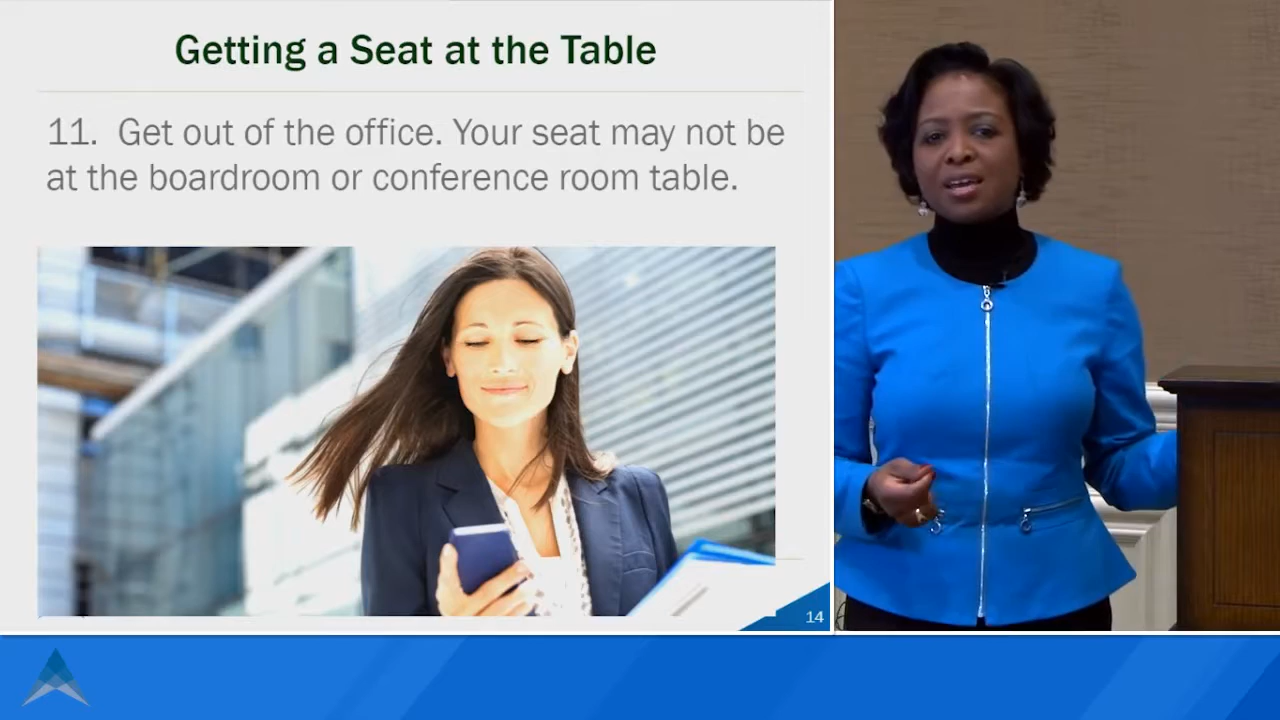 Getting a Seat at the Table
11. Get out of the office. Your seat may not be
at the boardroom or conference room table.
14